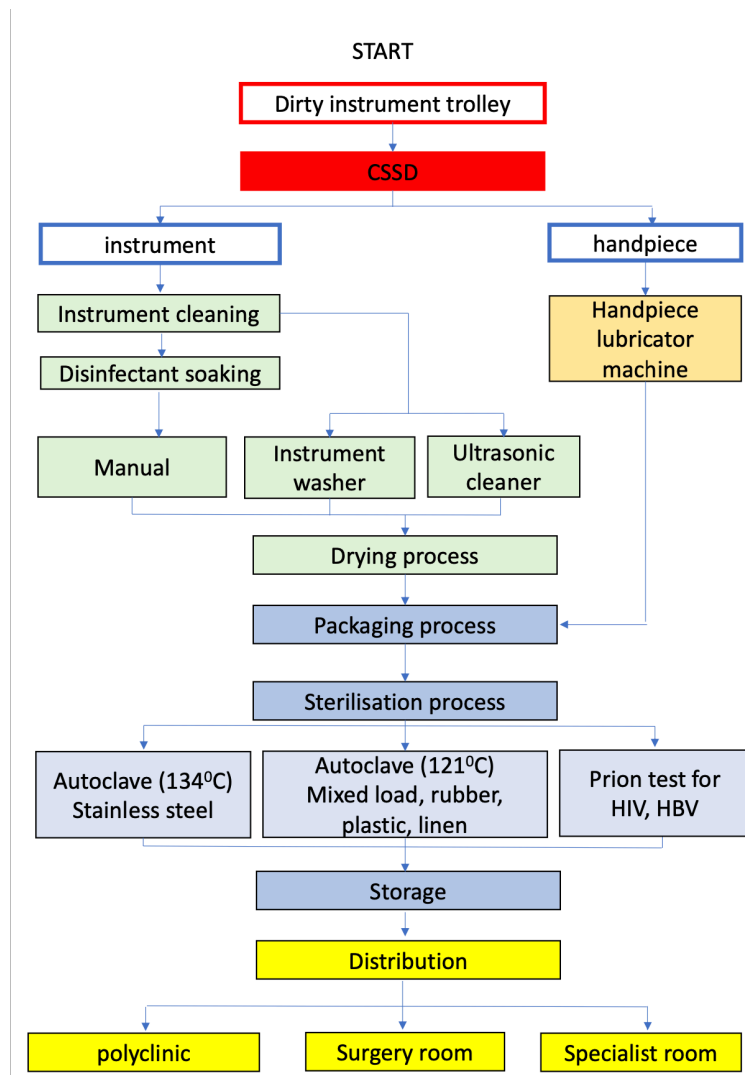 START
Dirty instrument trolley
CSSD
instrument
handpiece
Instrument cleaning
Handpiece
lubricator
machine
Disinfectant soaking
Manual
Instrument
washer
Ultrasonic
cleaner
Drying process
Packaging process
Sterilisation process
Autoclave (134⁰C)
Stainless steel
Autoclave (121⁰C)
Mixed load, rubber,
plastic, linen
Prion test for
HIV, HBV
Storage
Distribution
polyclinic
Surgery room
Specialist room